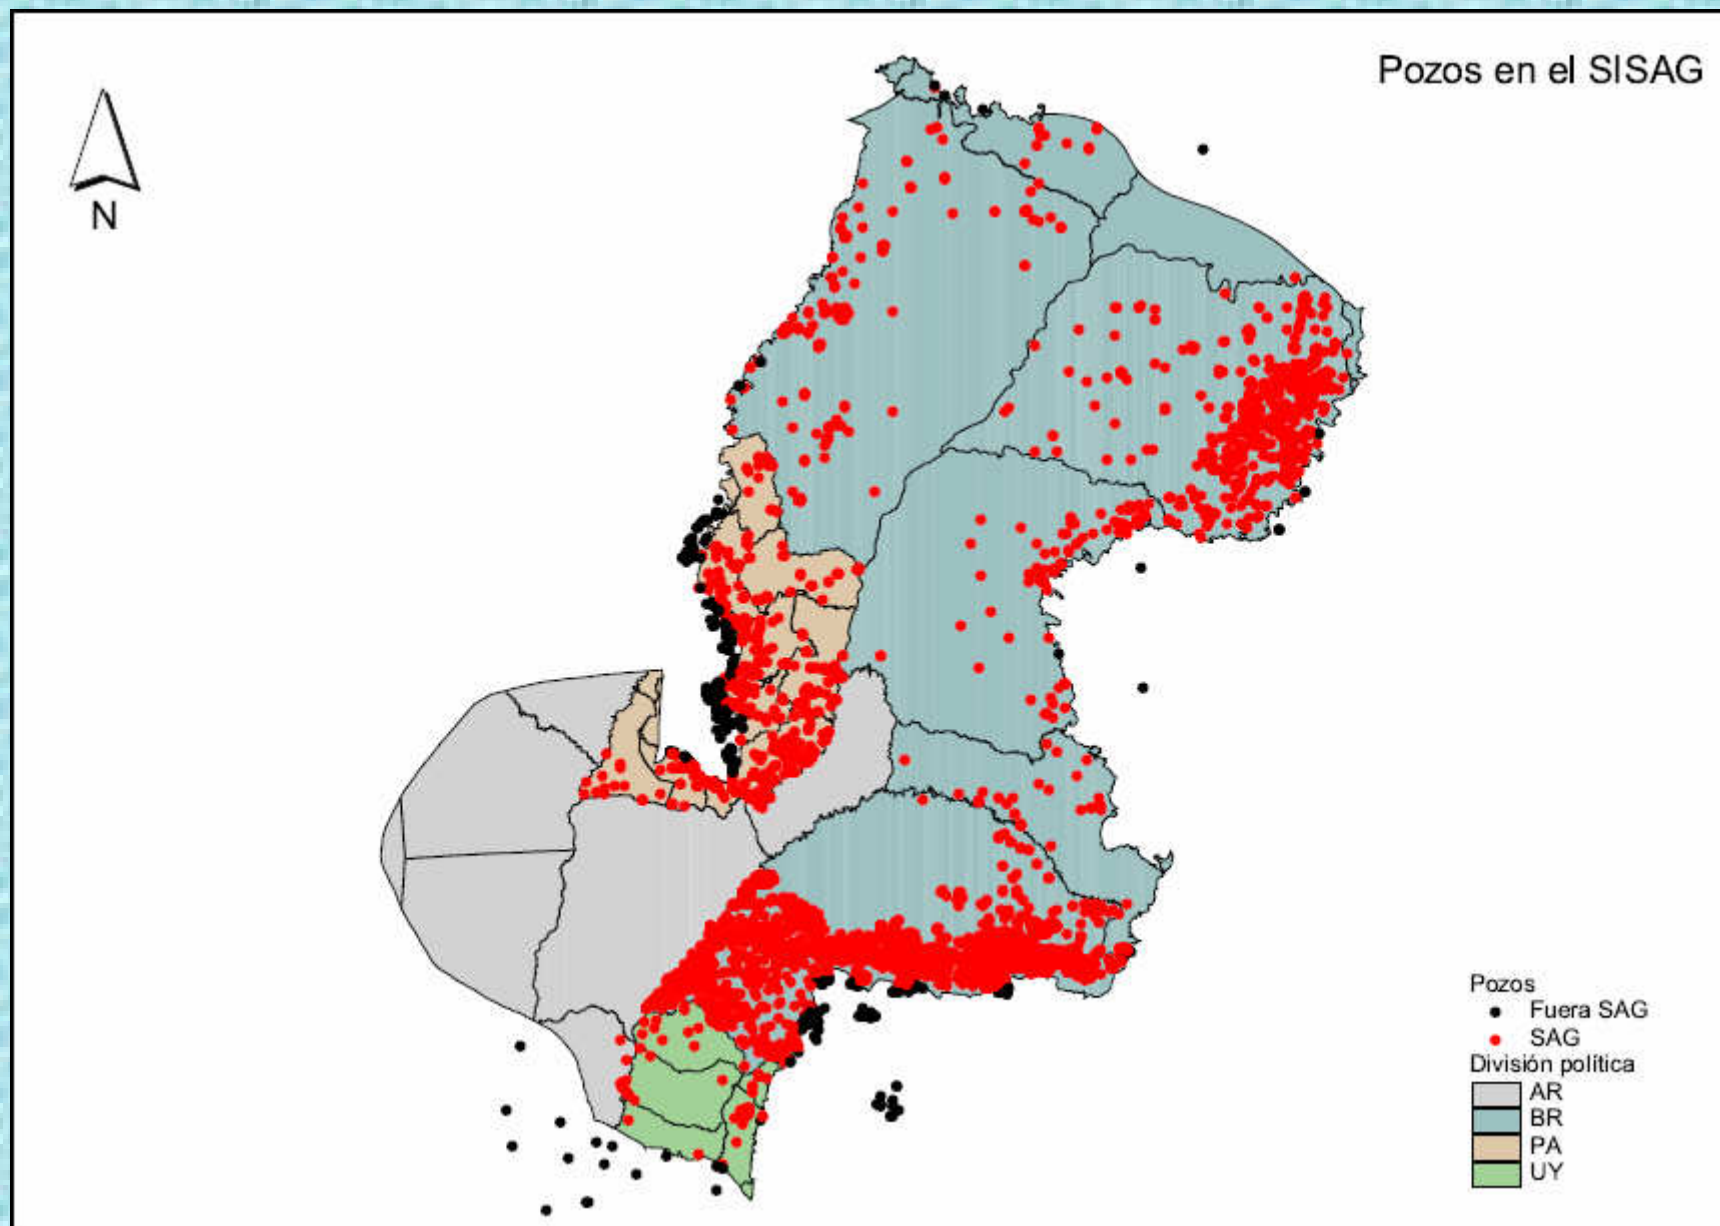 Pozos en el SISAG
N
Pozos
Fuera SAG
SAG
División política
AR
BR
PA
UY